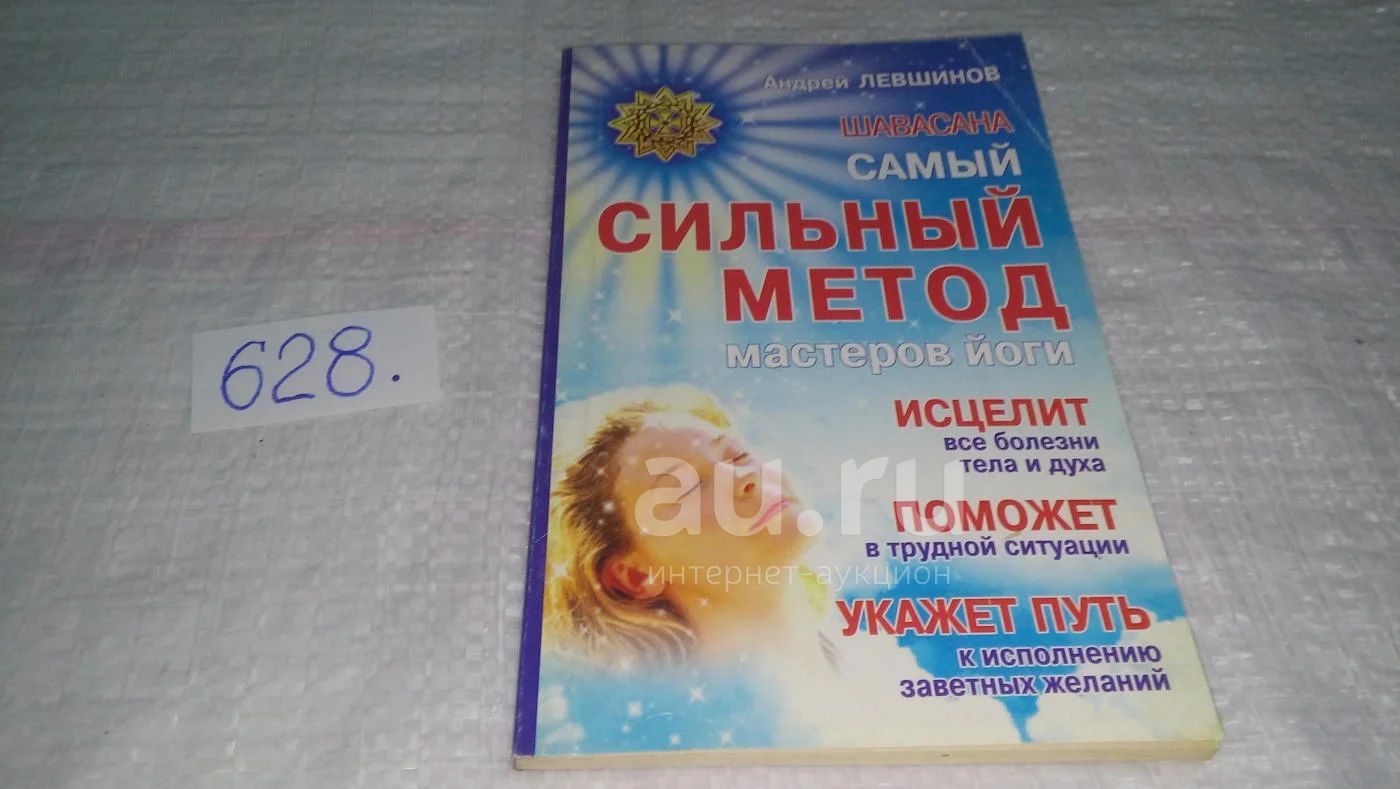 628.
Андрей ЛЕВШИНОВ
ШАВАСАНА
САМЫЙ
СИЛЬНЫЙ
МЕТОД
мастеров йоги
ИСЦЕЛИТ
все болезни
тела и духа
ПОМОЖЕТ
в трудной ситуации
УКАЖЕТ ПУТЬ
к исполнению
заветных желаний
au.ru
интернет-аукцион